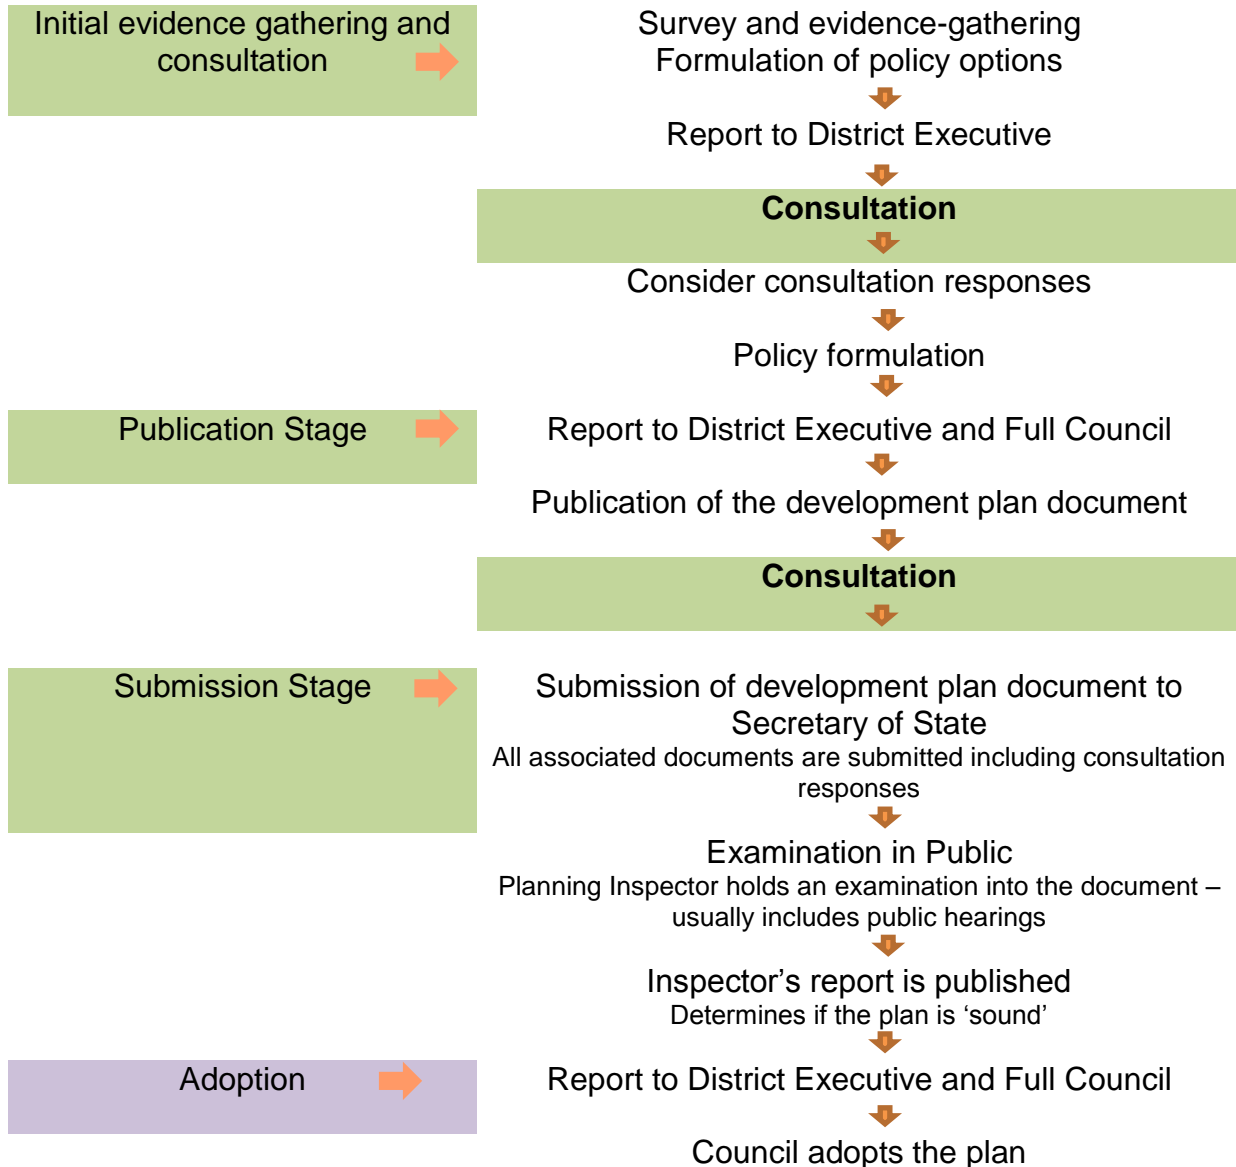 Initial evidence gathering and
consultation
Survey and evidence-gathering
Formulation of policy options
Report to District Executive
Consultation
Consider consultation responses
Policy formulation
Publication Stage
Report to District Executive and Full Council
Publication of the development plan document
Consultation
Submission Stage
Submission of development plan document to
Secretary of State
All associated documents are submitted including consultation
responses
Examination in Public
Planning Inspector holds an examination into the document –
usually includes public hearings
Inspector’s report is published
Determines if the plan is ‘sound’
Adoption
Report to District Executive and Full Council
Council adopts the plan